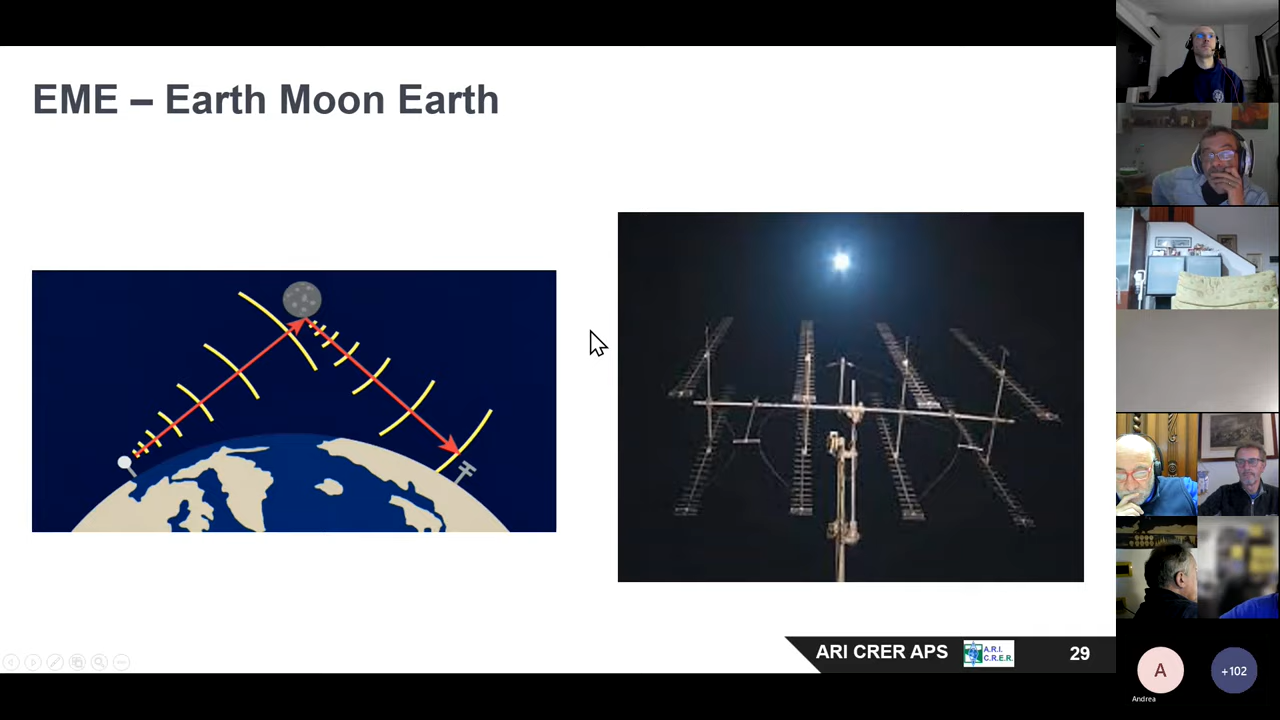 EME – Earth Moon Earth
ARI CRER APS
A.R.I.
C.R.E.R.
29
A
+102
Andrea